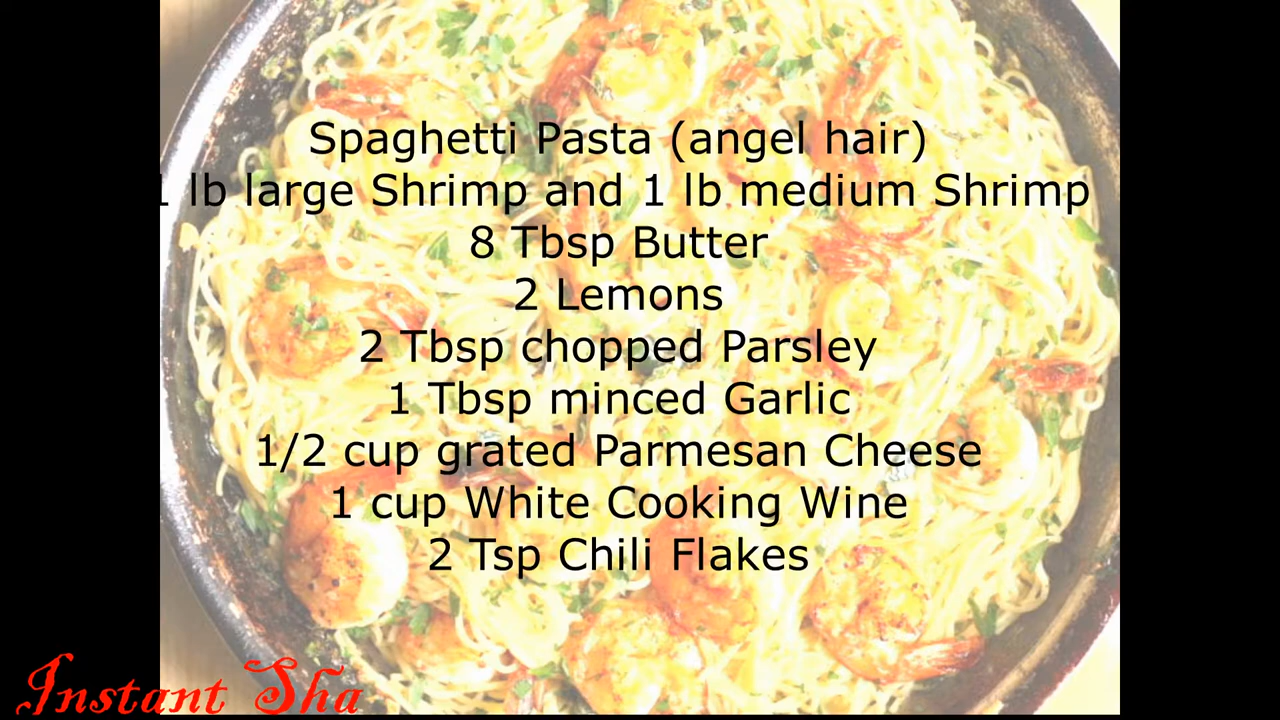 Spaghetti Pasta (angel hair)
1 lb large Shrimp and 1 lb medium Shrimp
8 Tbsp Butter
2 Lemons
2 Tbsp chopped Parsley
1 Tbsp minced Garlic
1/2 cup grated Parmesan Cheese
1 cup White Cooking Wine
2 Tsp Chili Flakes
Instant Sha